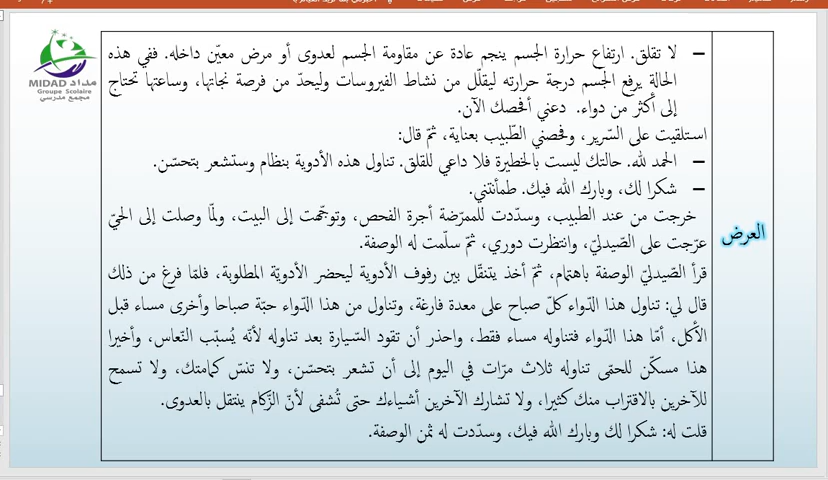 مداد MIDAD
Groupe Scolaire
مجمع مدرسي
العرض
– لا تقلق. ارتفاع حرارة الجسم ينجم عادة عن مقاومة الجسم لعدوى أو مرض معيّن داخله. ففي هذه
الحالة يرفع الجسم درجة حرارته ليقلّل من نشاط الفيروسات وليحدّ من فرصة نجاتها، وساعتها تحتاج
إلى أكثر من دواء. دعني أفحصك الآن.
استلقيت على السّرير، وفحصني الطّبيب بعناية، ثمّ قال:
– الحمد لله. حالتك ليست بالخطيرة فلا داعي للقلق. تناول هذه الأدوية بنظام وستشعر بتحسّن.
– شكرا لك، وبارك الله فيك. طمأنتني.
خرجت من عند الطبيب، وسدّدت للممرّضة أجرة الفحص، وتوجّهت إلى البيت، ولمّا وصلت إلى الحيّ
عرّجت على الصّيدليّ، وانتظرت دوري، ثمّ سلّمت له الوصفة.
قرأ الصّيدليّ الوصفة باهتمام، ثمّ أخذ يتنقّل بين رفوف الأدوية ليحضر الأدويّة المطلوبة، فلمّا فرغ من ذلك
قال لي: تناول هذا الدّواء كلّ صباح على معدة فارغة، وتناول من هذا الدّواء حبّة صباحا وأخرى مساء قبل
الأكل، أمّا هذا الدّواء فتناوله مساء فقط، واحذر أن تقود السّيارة بعد تناوله لأنّه يُسبّب النّعاس، وأخيرا
هذا مسكّن للحمّى تناوله ثلاث مرّات في اليوم إلى أن تشعر بتحسّن، ولا تنسّ كمامتك، ولا تسمح
للآخرين بالاقتراب منك كثيرا، ولا تشارك الآخرين أشياءك حتى تُشفى لأنّ الزّكام ينتقل بالعدوى.
قلت له: شكرا لك وبارك الله فيك، وسدّدت له ثمن الوصفة.